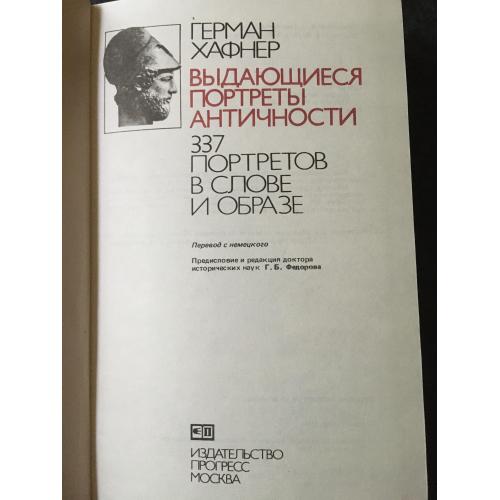 ГЕРМАН
ХАФНЕР
ВЫДАЮЩИЕСЯ
ПОРТРЕТЫ
АНТИЧНОСТИ
337
ПОРТРЕТОВ
В СЛОВЕ
И ОБРАЗЕ
Перевод с немецкого
Предисловие и редакция доктора
исторических наук Г. Б. Федорова
ИЗДАТЕЛЬСТВО
ПРОГРЕСС
МОСКВА